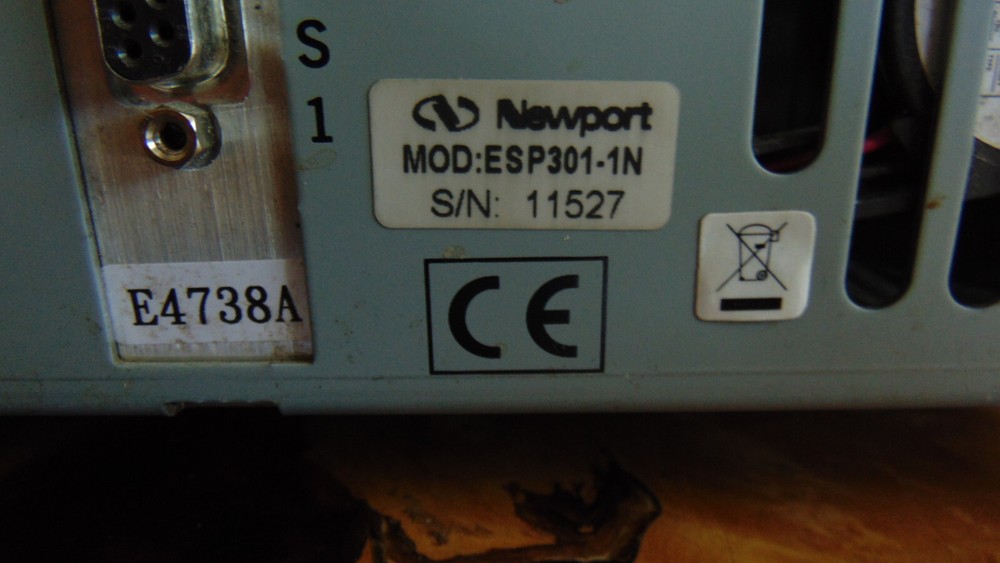 S
1
Newport
MOD:ESP301-1N
S/N: 11527
E4738A
CE